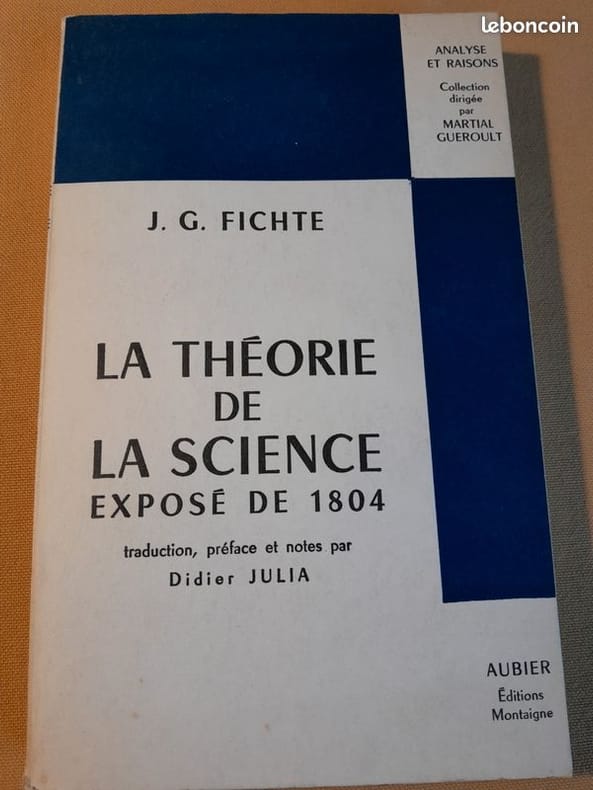 leboncoin
ANALYSE
ET RAISONS
Collection
dirigée
par
MARTIAL
GUEROULT
J. G. FICHTE
LA THÉORIE
DE
LA SCIENCE
EXPOSÉ DE 1804
traduction, préface et notes par
Didier JULIA
AUBIER
Éditions
Montaigne